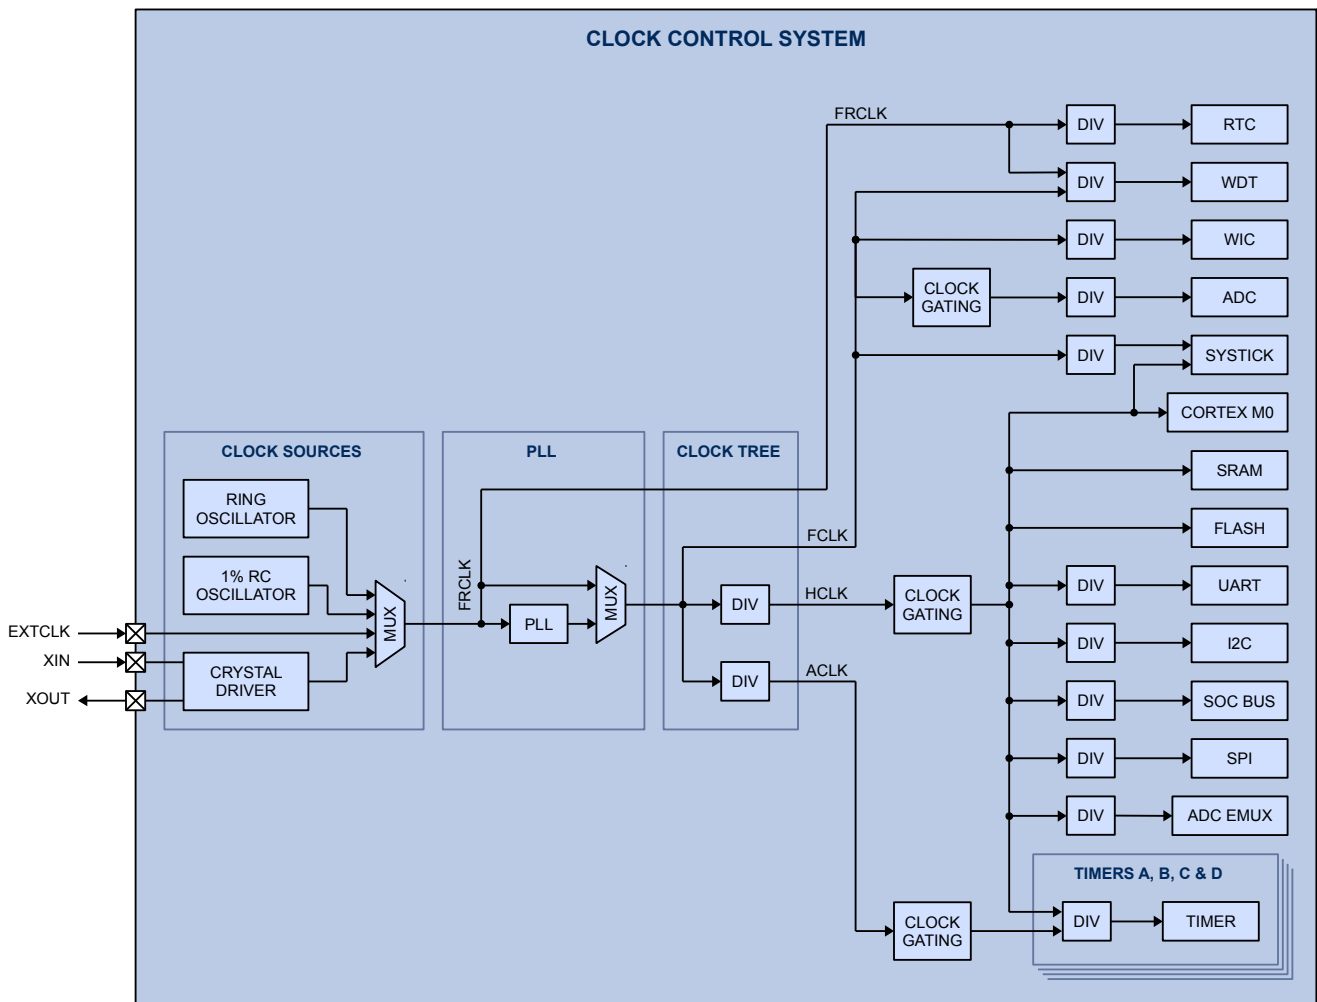 CLOCK CONTROL SYSTEM
FRCLK
DIV
RTC
DIV
WDT
DIV
WIC
CLOCK
GATING
DIV
ADC
DIV
SYSTICK
CORTEX M0
CLOCK SOURCES
PLL
CLOCK TREE
SRAM
RING
OSCILLATOR
FLASH
FCLK
1% RC
OSCILLATOR
MUX
FRCLK
PLL
MUX
DIV
HCLK
CLOCK
GATING
DIV
UART
EXTCLK
XIN
XOUT
CRYSTAL
DRIVER
DIV
ACLK
DIV
I2C
DIV
SOC BUS
DIV
SPI
DIV
ADC EMUX
TIMERS A, B, C & D
CLOCK
GATING
DIV
TIMER